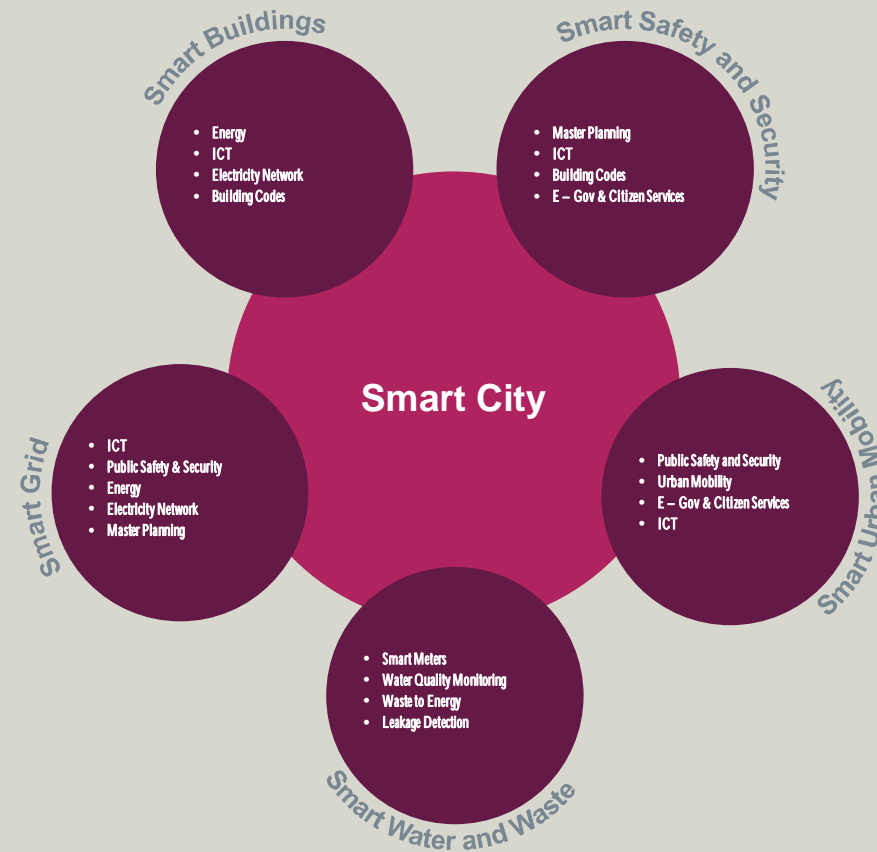 Smart Buildings
• Energy
• ICT
• Electricity Network
• Building Codes
Smart Safety and Security
• Master Planning
• ICT
• Building Codes
• E – Gov & Citizen Services
Smart City
Smart Grid
• ICT
• Public Safety & Security
• Energy
• Electricity Network
• Master Planning
Smart Urban Mobility
• Public Safety and Security
• Urban Mobility
• E – Gov & Citizen Services
• ICT
Smart Water and Waste
• Smart Meters
• Water Quality Monitoring
• Waste to Energy
• Leakage Detection